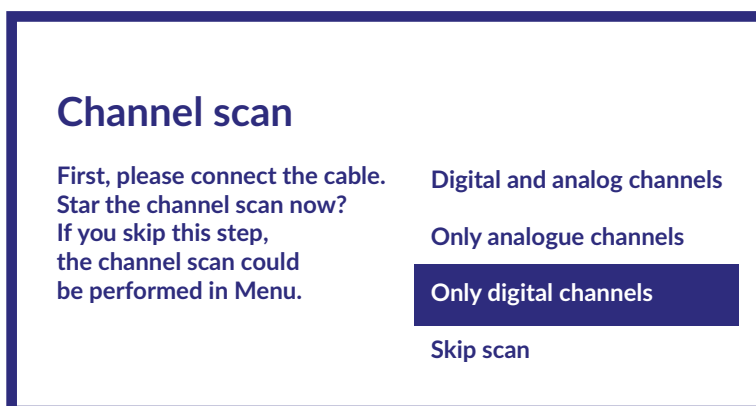 Channel scan
First, please connect the cable.
Star the channel scan now?
If you skip this step,
the channel scan could
be performed in Menu.
Digital and analog channels
Only analogue channels
Only digital channels
Skip scan